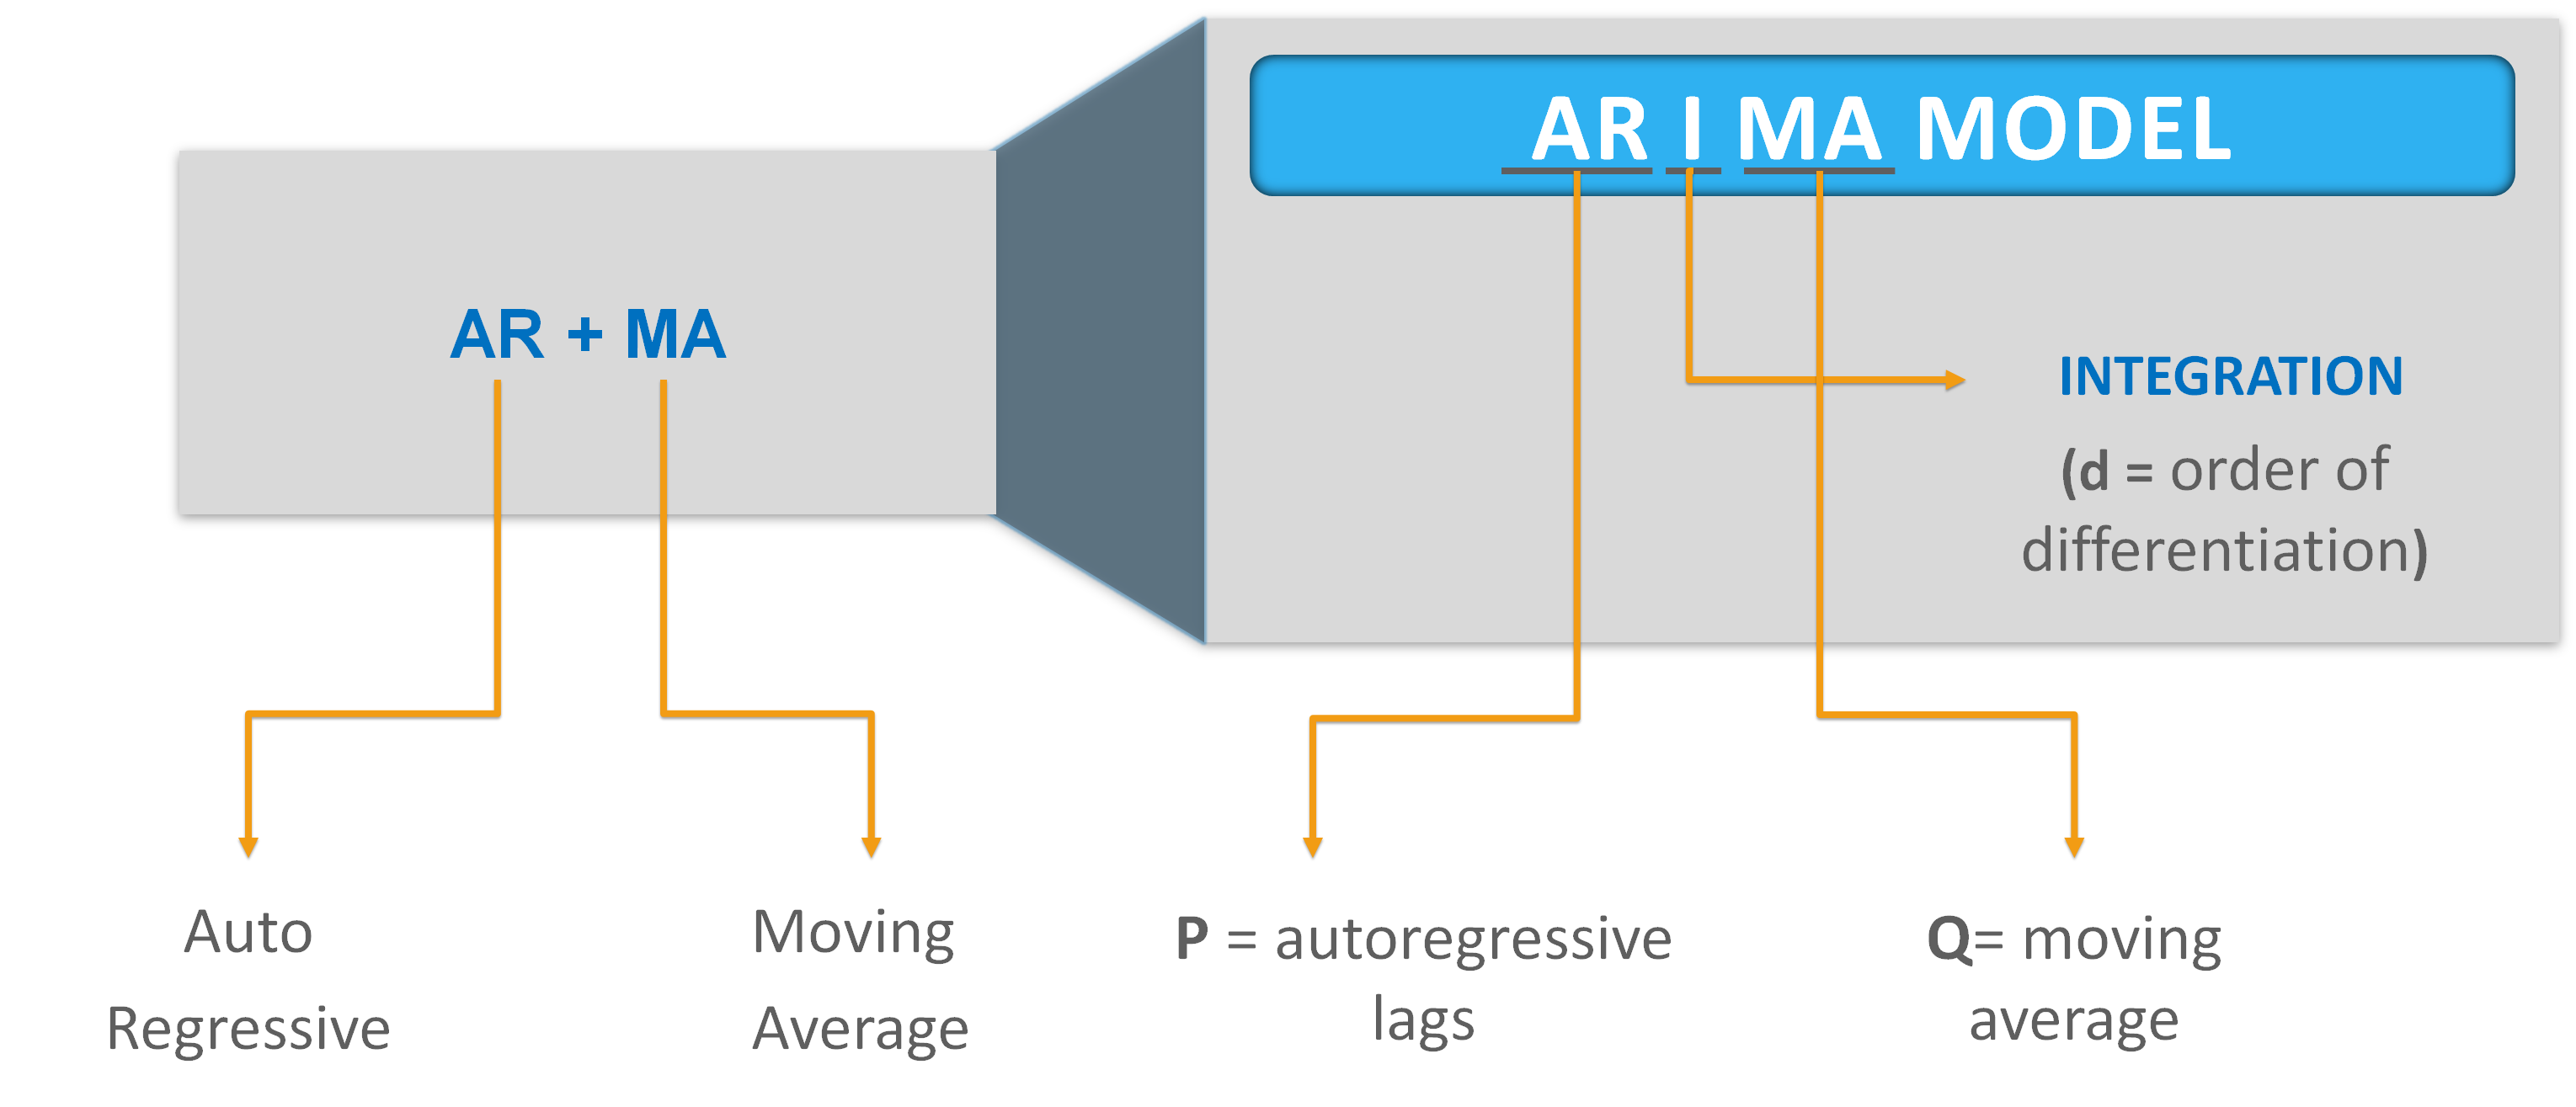 AR I MA MODEL
AR + MA
INTEGRATION
(d = order of
differentiation)
Auto
Regressive
Moving
Average
P = autoregressive
lags
Q= moving
average